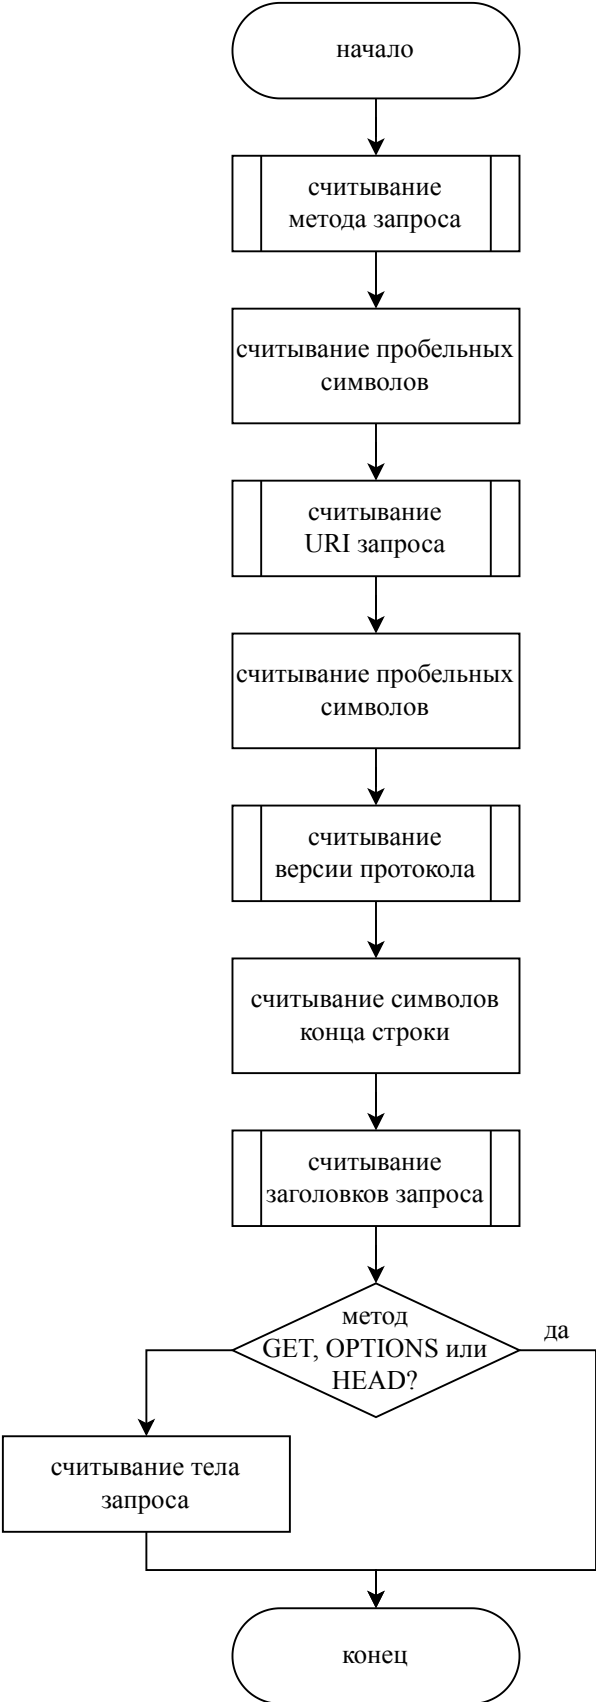 начало
считывание
метода запроса
считывание пробельных
символов
считывание
URI запроса
считывание пробельных
символов
считывание
версии протокола
считывание символов
конца строки
считывание
заголовков запроса
метод
GET, OPTIONS или
HEAD?
да
считывание тела
запроса
конец